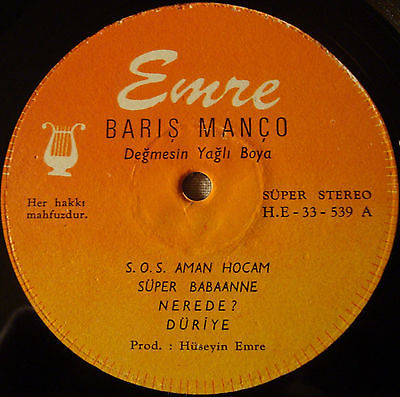 Emre
BARIŞ MANÇO
Değmesin Yağlı Boya
Her hakkı
mahfuzdur.
SÜPER STEREO
H.E - 33 - 539 A
S.O.S. AMAN HOCAM
SÜPER BABAANNE
NEREDE?
DÜRİYE
Prod. : Hüseyin Emre